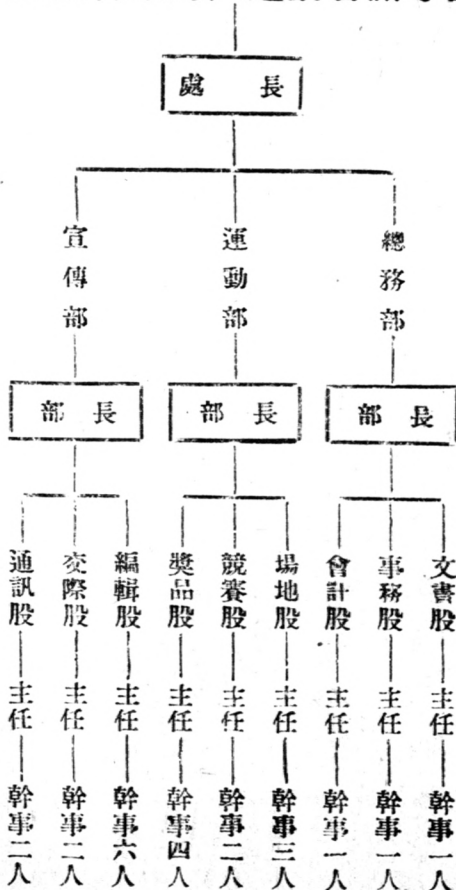 處長
總務部
運動部
宣傳部
部長
部長
部長
文書股
事務股
會計股
場地股
競賽股
獎品股
編輯股
交際股
通訊股
主任
主任
主任
主任
主任
主任
主任
主任
主任
幹事一人
幹事一人
幹事一人
幹事三人
幹事二人
幹事四人
幹事六人
幹事二人
幹事二人